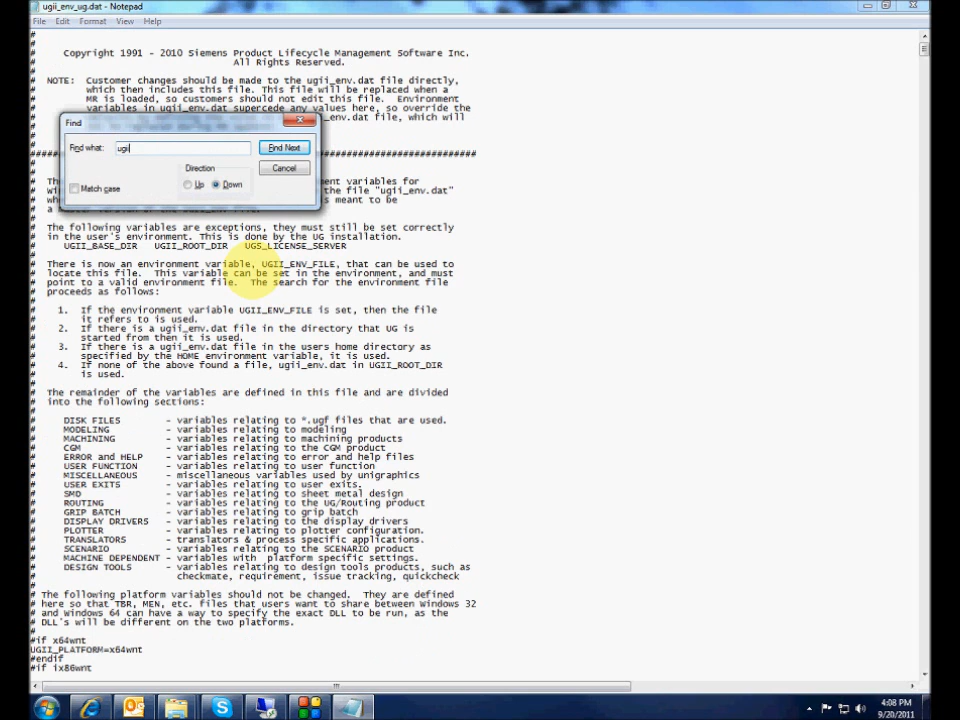 ugii_env_ug.dat - Notepad
File Edit Format View Help
#
#
# Copyright 1991 - 2010 Siemens Product Lifecycle Management Software Inc.
# All Rights Reserved.
#
# NOTE: Customer changes should be made to the ugii_env.dat file directly,
# which then includes this file. This file will be replaced when a
# MR is loaded, so customers should not edit this file. Environment
# variables in ugii_env.dat supercede any values here, so override the
dat file, which will
Find
Find what: ugii
Find Next
Direction
Cancel
Match case
Up Down
environment variables for
the file "ugii_env.dat"
is meant to be
#
# The following variables are exceptions, they must still be set correctly
# in the user's environment. This is done by the UG installation.
# UGII_BASE_DIR UGII_ROOT_DIR UGS_LICENSE_SERVER
#
# There is now an environment variable, UGII_ENV_FILE, that can be used to
# locate this file. This variable can be set in the environment, and must
# point to a valid environment file. The search for the environment file
# proceeds as follows:
#
# 1. If the environment variable UGII_ENV_FILE is set, then the file
# it refers to is used.
# 2. If there is a ugii_env.dat file in the directory that UG is
# started from then it is used.
# 3. If there is a ugii_env.dat file in the users home directory as
# specified by the HOME environment variable, it is used.
# 4. If none of the above found a file, ugii_env.dat in UGII_ROOT_DIR
# is used.
#
# The remainder of the variables are defined in this file and are divided
# into the following sections:
#
# DISK FILES - variables relating to *.ugf files that are used.
# MODELING - variables relating to modeling
# MACHINING - variables relating to machining products
# CGM - variables relating to the CGM product
# ERROR and HELP - variables relating to error and help files
# USER FUNCTION - variables relating to user function
# MISCELLANEOUS - miscellaneous variables used by unigraphics
# USER EXITS - variables relating to user exits.
# SMD - variables relating to sheet metal design
# ROUTING - variables relating to the UG/Routing product
# GRIP BATCH - variables relating to grip batch
# DISPLAY DRIVERS - variables relating to the display drivers
# PLOTTER - variables relating to plotter configuration.
# TRANSLATORS - translators & process specific applications.
# SCENARIO - variables relating to the SCENARIO product
# MACHINE DEPENDENT - variables with platform specific settings.
# DESIGN TOOLS - variables relating to design tools products, such as
# checkmate, requirement, issue tracking, quickcheck
#
# The following platform variables should not be changed. They are defined
# here so that TBR, MEN, etc. files that users want to share between Windows 32
# and Windows 64 can have a way to specify the exact DLL to be run, as the
# DLL's will be different on the two platforms.
#
#if x64wnt
UGII_PLATFORM=x64wnt
#endif
#if ix86wnt
4:08 PM
9/20/2011